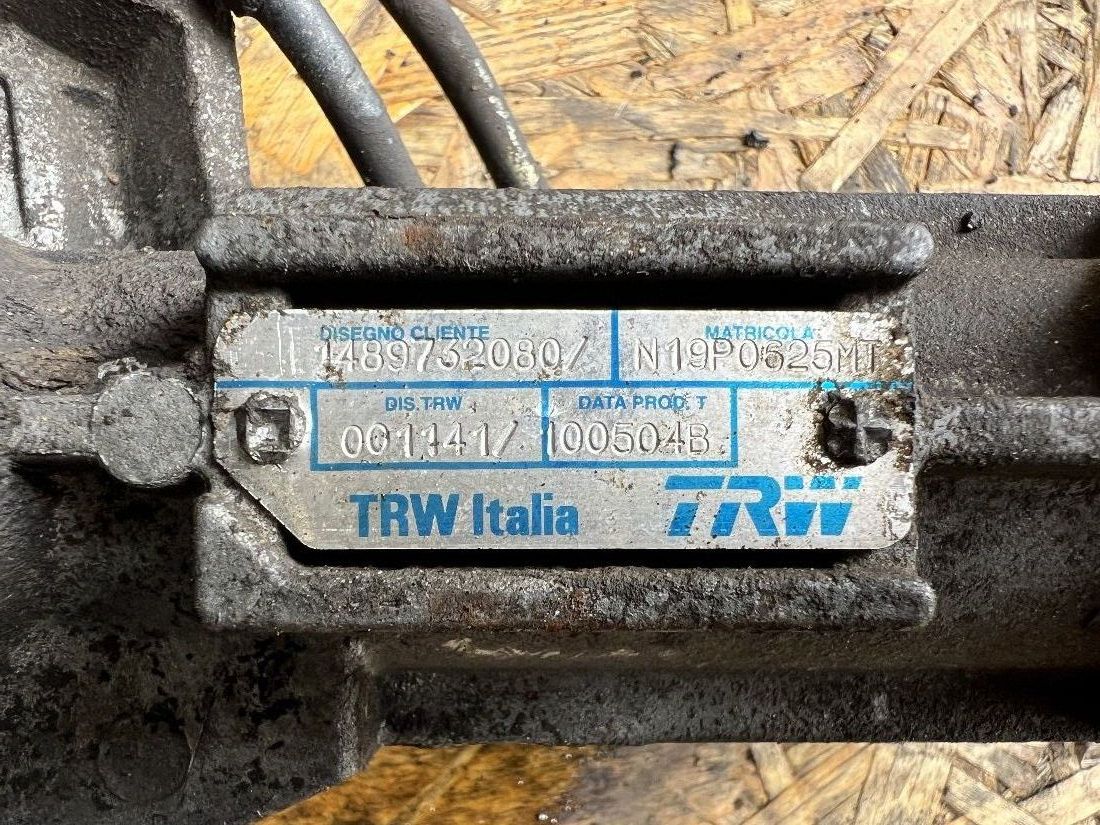 DISEGNO CLIENTE MATRICOLA
1489732080/ N19P0625MT
DIS. TRW DATA PROD. T
001141/ 100504B
TRW Italia TRW